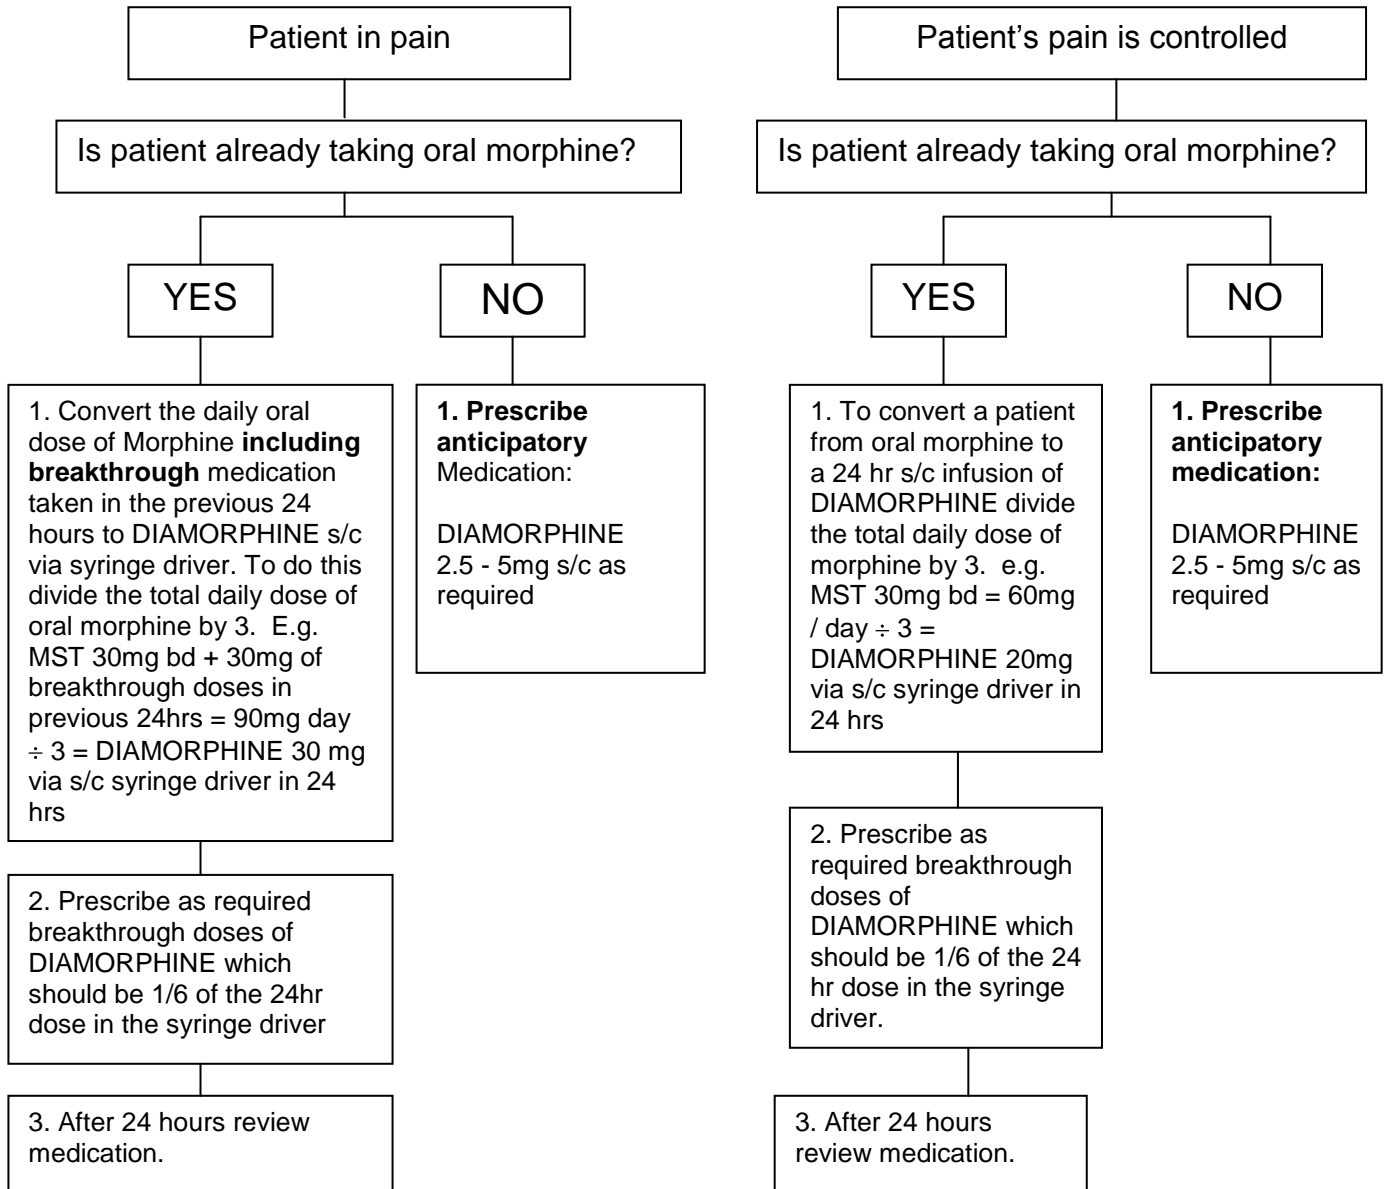 Patient in pain
Is patient already taking oral morphine?
YES
NO
1. Convert the daily oral
dose of Morphine including
breakthrough medication
taken in the previous 24
hours to DIAMORPHINE s/c
via syringe driver. To do this
divide the total daily dose of
oral morphine by 3.  E.g.
MST 30mg bd + 30mg of
breakthrough doses in
previous 24hrs = 90mg day
÷ 3 = DIAMORPHINE 30 mg
via s/c syringe driver in 24
hrs
1. Prescribe
anticipatory
Medication:
DIAMORPHINE
2.5 - 5mg s/c as
required
2. Prescribe as required
breakthrough doses of
DIAMORPHINE which
should be 1/6 of the 24hr
dose in the syringe driver
3. After 24 hours review
medication.
Patient's pain is controlled
Is patient already taking oral morphine?
YES
NO
1. To convert a patient
from oral morphine to
a 24 hr s/c infusion of
DIAMORPHINE divide
the total daily dose of
morphine by 3.  e.g.
MST 30mg bd = 60mg
/ day ÷ 3 =
DIAMORPHINE 20mg
via s/c syringe driver in
24 hrs
1. Prescribe
anticipatory
medication:
DIAMORPHINE
2.5 - 5mg s/c as
required
2. Prescribe as
required breakthrough
doses of
DIAMORPHINE which
should be 1/6 of the 24
hr dose in the syringe
driver.
3. After 24 hours
review medication.